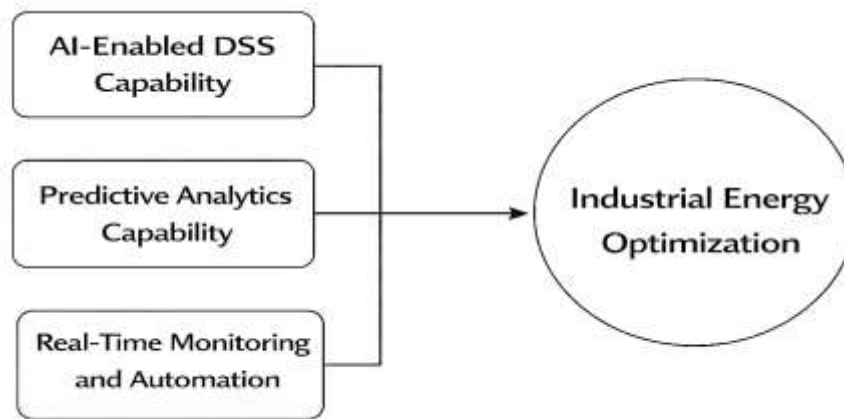 AI-Enabled DSS
Capability
Predictive Analytics
Capability
Real-Time Monitoring
and Automation
Industrial Energy
Optimization